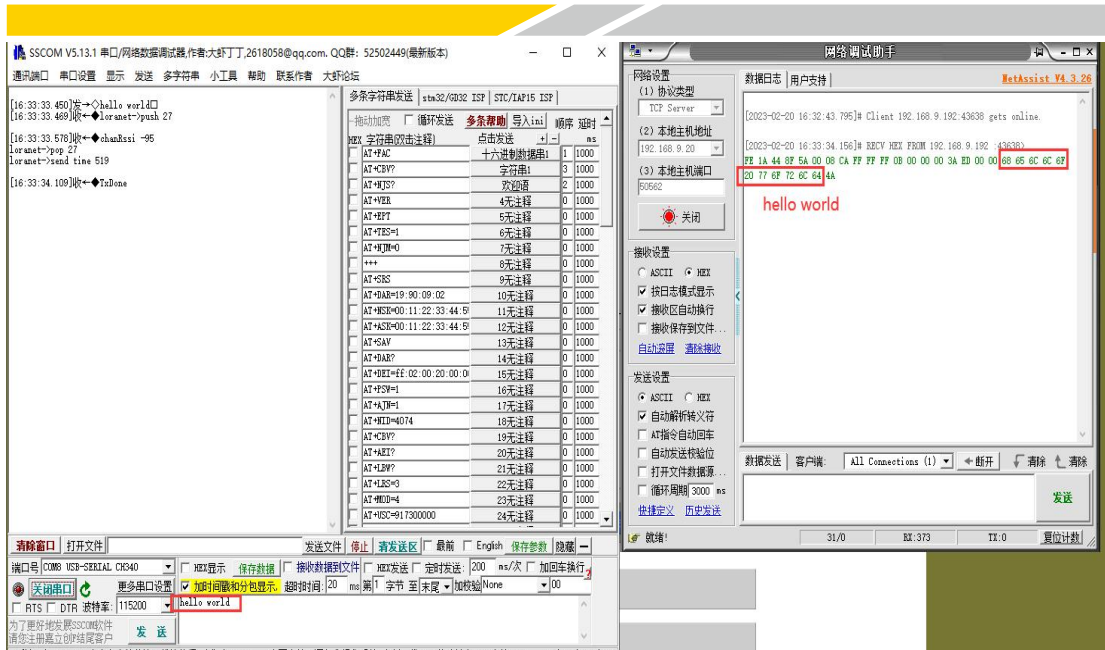 SSCOM V5.13.1 串口/网络数据调试器,作者:大虾丁丁,2618058@qq.com. QQ群: 52502449(最新版本)
通讯端口 串口设置 显示 发送 多字符串 小工具 帮助 联系作者 大虾论坛
[16:33:33.450]发→◇hello world□
[16:33:33.469]收←◆loranet->push 27
[16:33:33.578]收←◆chanRssi -95
loranet->pop 27
loranet->send time 519
[16:33:34.109]收←◆TxDone
多条字符串发送 stm32/GD32 ISP STC/IAP15 ISP
拖动加宽 循环发送 多条帮助 导入ini 顺序 延时
HEX 字符串(双击注释) 点击发送 + - ms
AT+FAC 十六进制数据串1 1 1000
AT+CBV? 字符串1 3 1000
AT+NJS? 欢迎语 2 1000
AT+VER 4无注释 0 1000
AT+EPT 5无注释 0 1000
AT+TES=1 6无注释 0 1000
AT+NJM=0 7无注释 0 1000
+++ 8无注释 0 1000
AT+SRS 9无注释 0 1000
AT+DAR=19:90:09:02 10无注释 0 1000
AT+NSK=00:11:22:33:44:5 11无注释 0 1000
AT+ASK=00:11:22:33:44:5 12无注释 0 1000
AT+SAV 13无注释 0 1000
AT+DAR? 14无注释 0 1000
AT+DEI=ff:02:00:20:00:0 15无注释 0 1000
AT+PSW=1 16无注释 0 1000
AT+AJN=1 17无注释 0 1000
AT+NID=4074 18无注释 0 1000
AT+CBV? 19无注释 0 1000
AT+AEI? 20无注释 0 1000
AT+LBW? 21无注释 0 1000
AT+LRS=3 22无注释 0 1000
AT+MOD=4 23无注释 0 1000
AT+USC=917300000 24无注释 0 1000
清除窗口 打开文件 发送文件 停止 清发送区 最前 English 保存参数 隐藏 —
端口号 COM8 USB-SERIAL CH340 HEX显示 保存数据 接收数据到文件 HEX发送 定时发送: 200 ms/次 加回车换行
关闭串口 更多串口设置 加时间戳和分包显示, 超时时间: 20 ms 第1 字节 至 末尾 加校验 None 00
RTS DTR 波特率: 115200 hello world
为了更好地发展SSCOM软件
请您注册嘉立创F结尾客户
发 送
网络调试助手
网络设置
(1) 协议类型
TCP Server
(2) 本地主机地址
192.168.9.20
(3) 本地主机端口
50562
关闭
接收设置
ASCII HEX
按日志模式显示
接收区自动换行
接收保存到文件...
自动滚屏 清除接收
发送设置
ASCII HEX
自动解析转义符
AT指令自动回车
自动发送校验位
打开文件数据源...
循环周期 3000 ms
快捷定义 历史发送
数据日志 用户支持 NetAssist V4.3.26
[2023-02-20 16:32:43.795]# Client 192.168.9.192:43638 gets online.
[2023-02-20 16:33:34.156]# RECV HEX FROM 192.168.9.192 :43638>
FE 1A 44 8F 5A 00 08 CA FF FF FF 0B 00 00 00 3A ED 00 00 68 65 6C 6C 6F
20 77 6F 72 6C 64 4A
hello world
数据发送 客户端: All Connections (1) 断开 清除 清除
发送
就绪! 31/0 RX:373 TX:0 复位计数